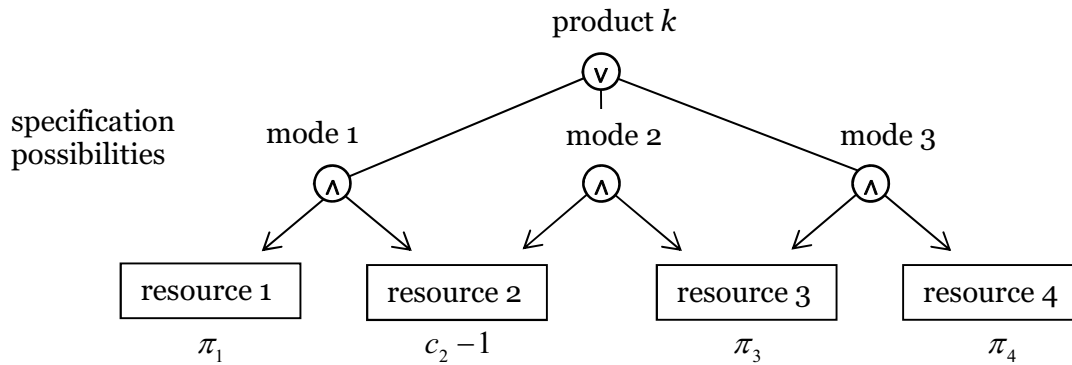 product k
∨
specification
possibilities
mode 1
mode 2
mode 3
∧ ∧ ∧
resource 1
resource 2
resource 3
resource 4
π₁
c₂ −1
π₃
π₄